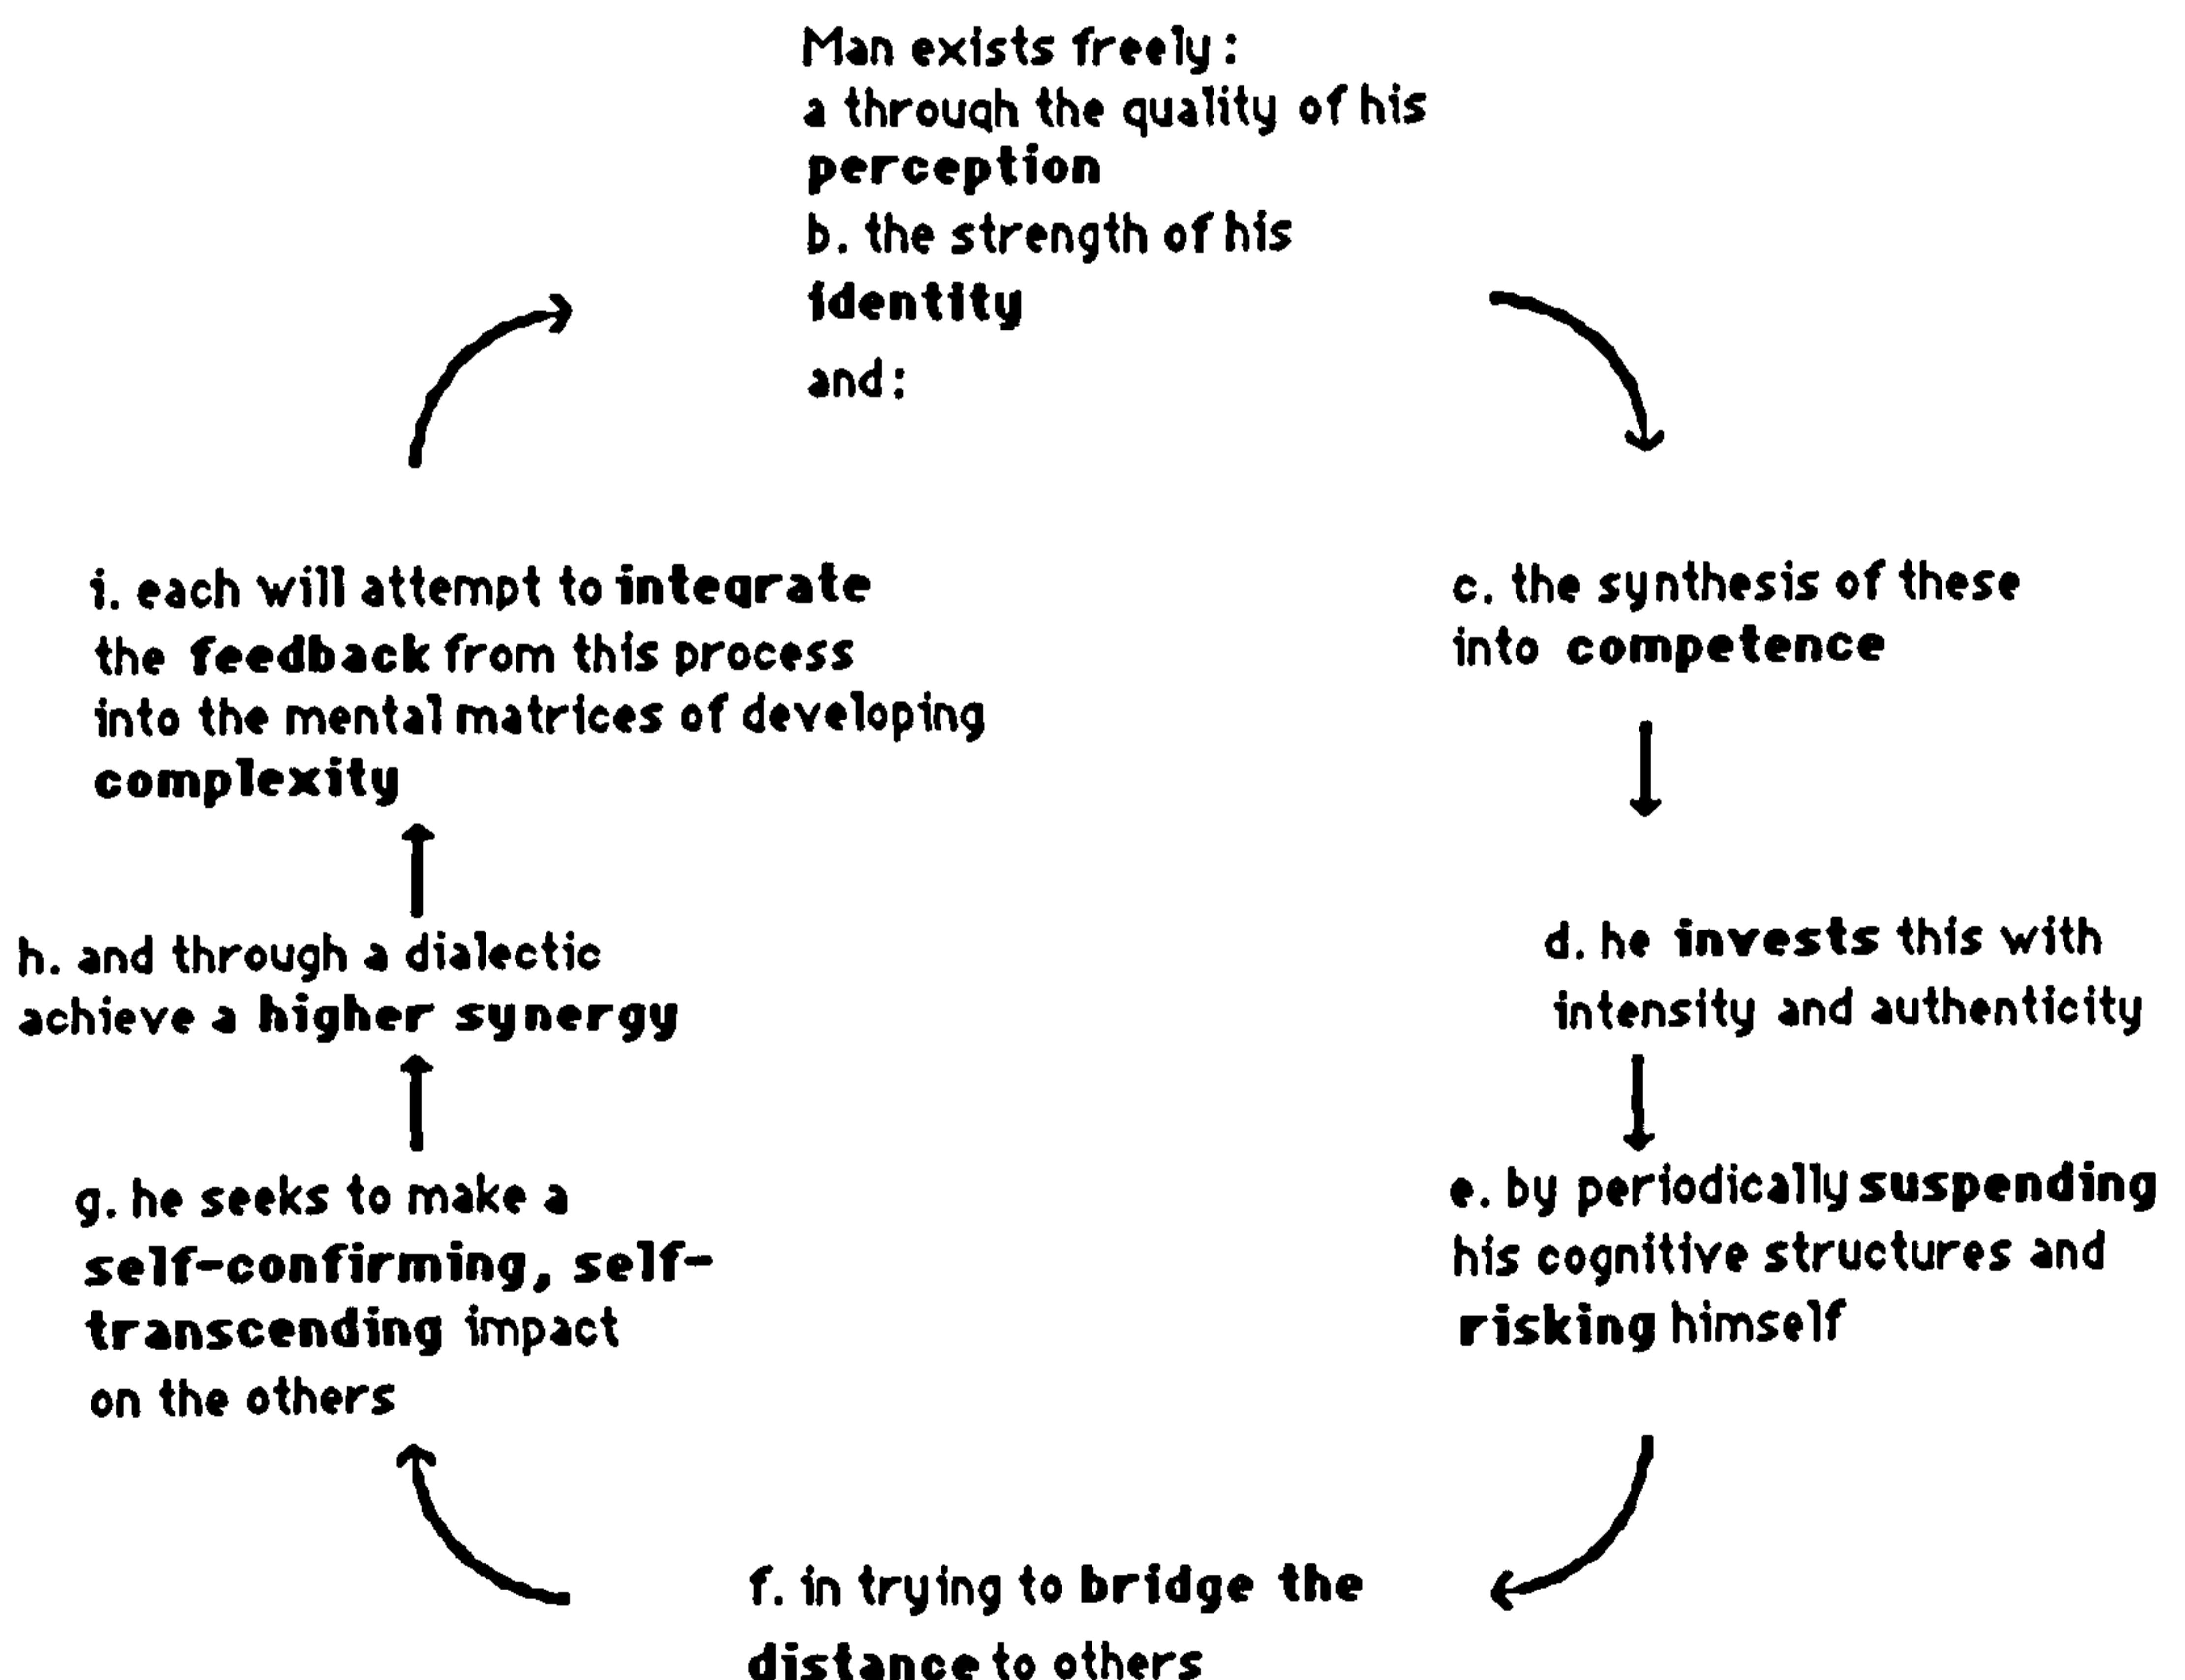 Man exists freely:
a through the quality of his
perception
b. the strength of his
identity
and:
c. the synthesis of these
into competence
d. he invests this with
intensity and authenticity
e. by periodically suspending
his cognitive structures and
risking himself
f. in trying to bridge the
distance to others
g. he seeks to make a
self-confirming, self-
transcending impact
on the others
h. and through a dialectic
achieve a higher synergy
i. each will attempt to integrate
the feedback from this process
into the mental matrices of developing
complexity